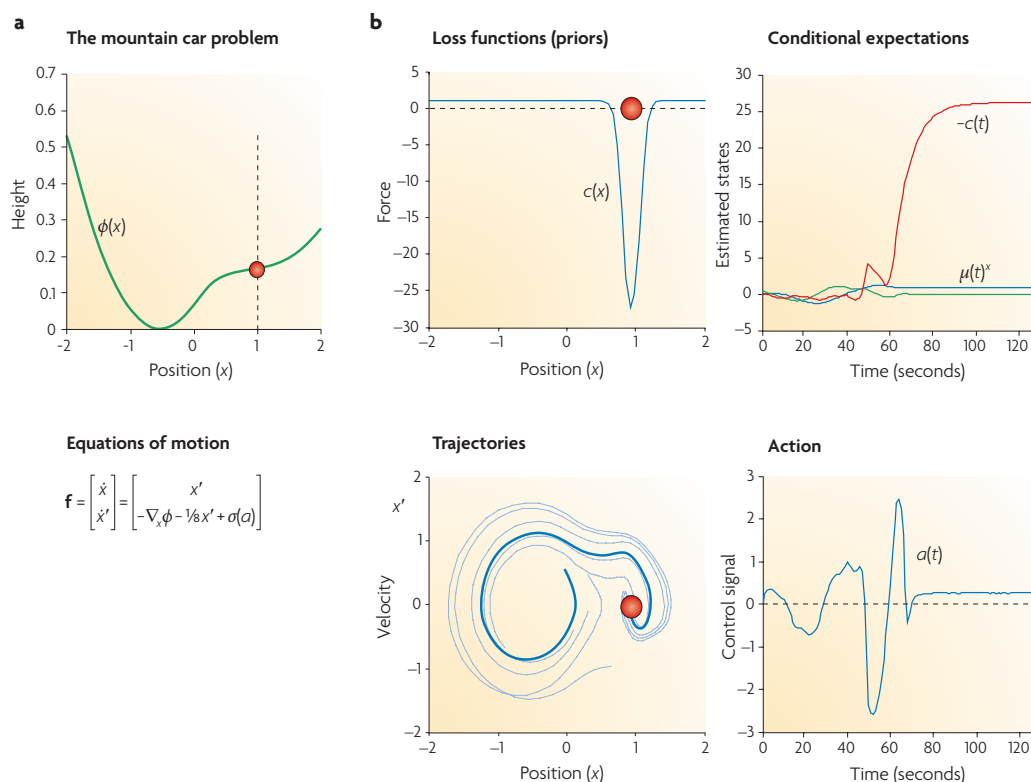 a
The mountain car problem
0.7
0.6
0.5
0.4
0.3
0.2
0.1
0
Height
ϕ(x)
-2
-1
0
1
2
Position (x)
b
Loss functions (priors)
5
0
−5
−10
−15
−20
−25
−30
Force
c(x)
−2
−1
0
1
2
Position (x)
Conditional expectations
30
25
20
15
10
5
0
−5
Estimated states
−c(t)
μ(t)ˣ
0
20
40
60
80
100
120
Time (seconds)
Equations of motion
f = [ẋ ẋ′] = [x′ −∇ₓϕ − ⅛x′ + σ(a)]
Trajectories
2
1
0
−1
−2
x′
Velocity
−2
−1
0
1
2
Position (x)
Action
3
2
1
0
−1
−2
−3
Control signal
a(t)
0
20
40
60
80
100
120
Time (seconds)